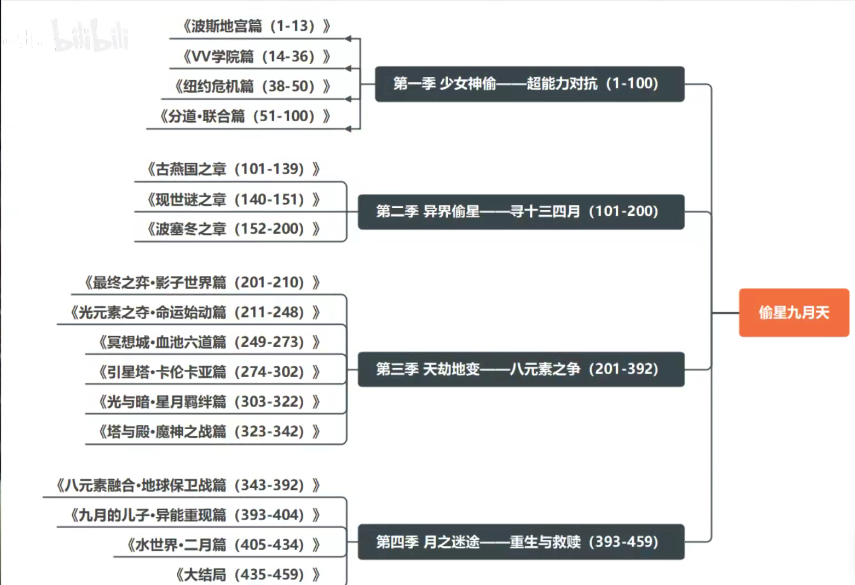 bilibili
《波斯地宫篇（1-13）》
《VV学院篇（14-36）》
《纽约危机篇（38-50）》
《分道·联合篇（51-100）》
第一季 少女神偷——超能力对抗（1-100）
《古燕国之章（101-139）》
《现世谜之章（140-151）》
《波塞冬之章（152-200）》
第二季 异界偷星——寻十三四月（101-200）
《最终之弈·影子世界篇（201-210）》
《光元素之夺·命运始动篇（211-248）》
《冥想城·血池六道篇（249-273）》
《引星塔·卡伦卡亚篇（274-302）》
《光与暗·星月羁绊篇（303-322）》
《塔与殿·魔神之战篇（323-342）》
第三季 天劫地变——八元素之争（201-392）
《八元素融合·地球保卫战篇（343-392）》
《九月的儿子·异能重现篇（393-404）》
《水世界·二月篇（405-434）》
《大结局（435-459）》
第四季 月之迷途——重生与救赎（393-459）
偷星九月天